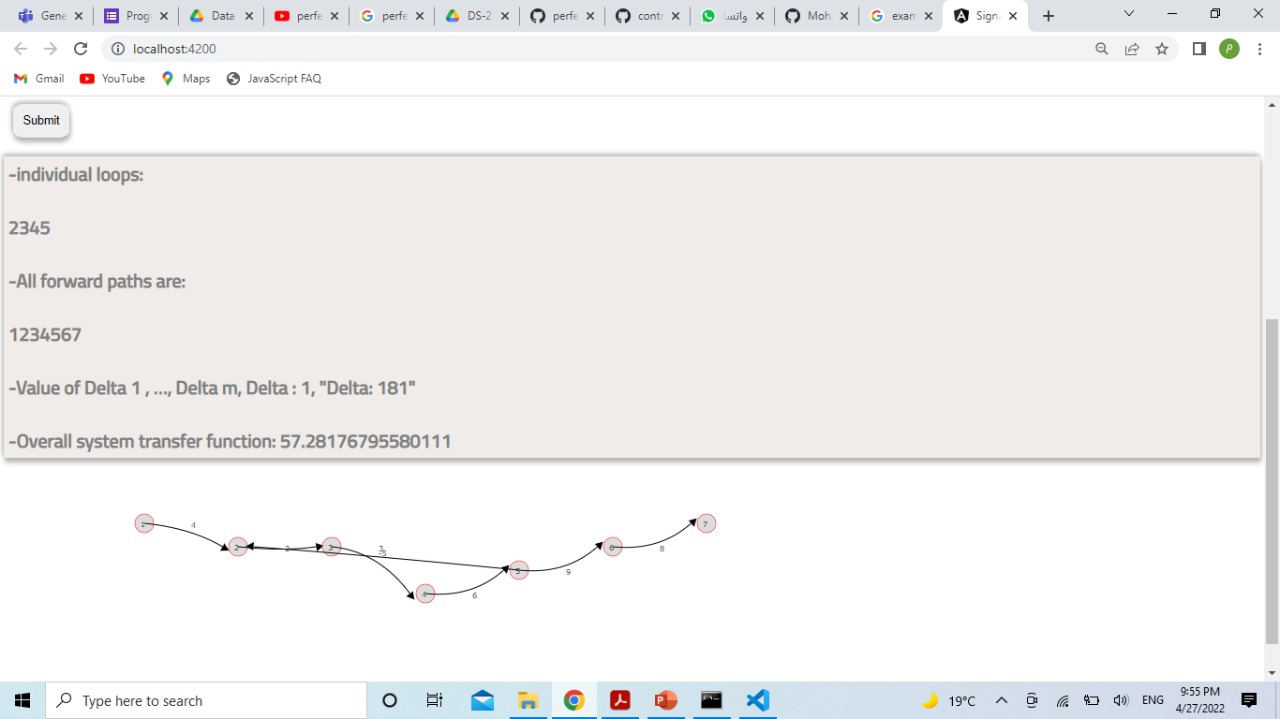 Gene
Prog
Data
perfe
perfe
DS-2
perfe
contr
واتسا
Moh
exam
Sign
localhost:4200
P
Gmail
YouTube
Maps
JavaScript FAQ
Submit
-individual loops:
2345
-All forward paths are:
1234567
-Value of Delta 1 , ..., Delta m, Delta : 1, "Delta: 181"
-Overall system transfer function: 57.28176795580111
1 4 7
2 2 3 -5 6 8
5 9
4 6
Type here to search
19°C
ENG
9:55 PM
4/27/2022